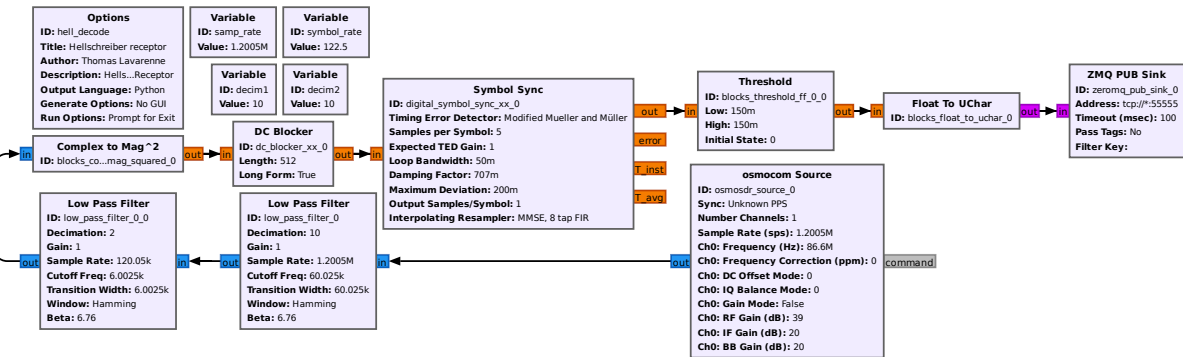 Options
ID: hell_decode
Title: Hellschreiber receptor
Author: Thomas Lavarenne
Description: Hells...Receptor
Output Language: Python
Generate Options: No GUI
Run Options: Prompt for Exit
Variable
ID: samp_rate
Value: 1.2005M
Variable
ID: symbol_rate
Value: 122.5
Variable
ID: decim1
Value: 10
Variable
ID: decim2
Value: 10
in
Complex to Mag^2
ID: blocks_co...mag_squared_0
out
in
DC Blocker
ID: dc_blocker_xx_0
Length: 512
Long Form: True
out
in
Symbol Sync
ID: digital_symbol_sync_xx_0
Timing Error Detector: Modified Mueller and Müller
Samples per Symbol: 5
Expected TED Gain: 1
Loop Bandwidth: 50m
Damping Factor: 707m
Maximum Deviation: 200m
Output Samples/Symbol: 1
Interpolating Resampler: MMSE, 8 tap FIR
out
error
T_inst
T_avg
in
Threshold
ID: blocks_threshold_ff_0_0
Low: 150m
High: 150m
Initial State: 0
out
in
Float To UChar
ID: blocks_float_to_uchar_0
out
in
ZMQ PUB Sink
ID: zeromq_pub_sink_0
Address: tcp://*:55555
Timeout (msec): 100
Pass Tags: No
Filter Key:
out
Low Pass Filter
ID: low_pass_filter_0_0
Decimation: 2
Gain: 1
Sample Rate: 120.05k
Cutoff Freq: 6.0025k
Transition Width: 6.0025k
Window: Hamming
Beta: 6.76
in
out
Low Pass Filter
ID: low_pass_filter_0
Decimation: 10
Gain: 1
Sample Rate: 1.2005M
Cutoff Freq: 60.025k
Transition Width: 60.025k
Window: Hamming
Beta: 6.76
in
out
osmocom Source
ID: osmosdr_source_0
Sync: Unknown PPS
Number Channels: 1
Sample Rate (sps): 1.2005M
Ch0: Frequency (Hz): 86.6M
Ch0: Frequency Correction (ppm): 0
Ch0: DC Offset Mode: 0
Ch0: IQ Balance Mode: 0
Ch0: Gain Mode: False
Ch0: RF Gain (dB): 39
Ch0: IF Gain (dB): 20
Ch0: BB Gain (dB): 20
command